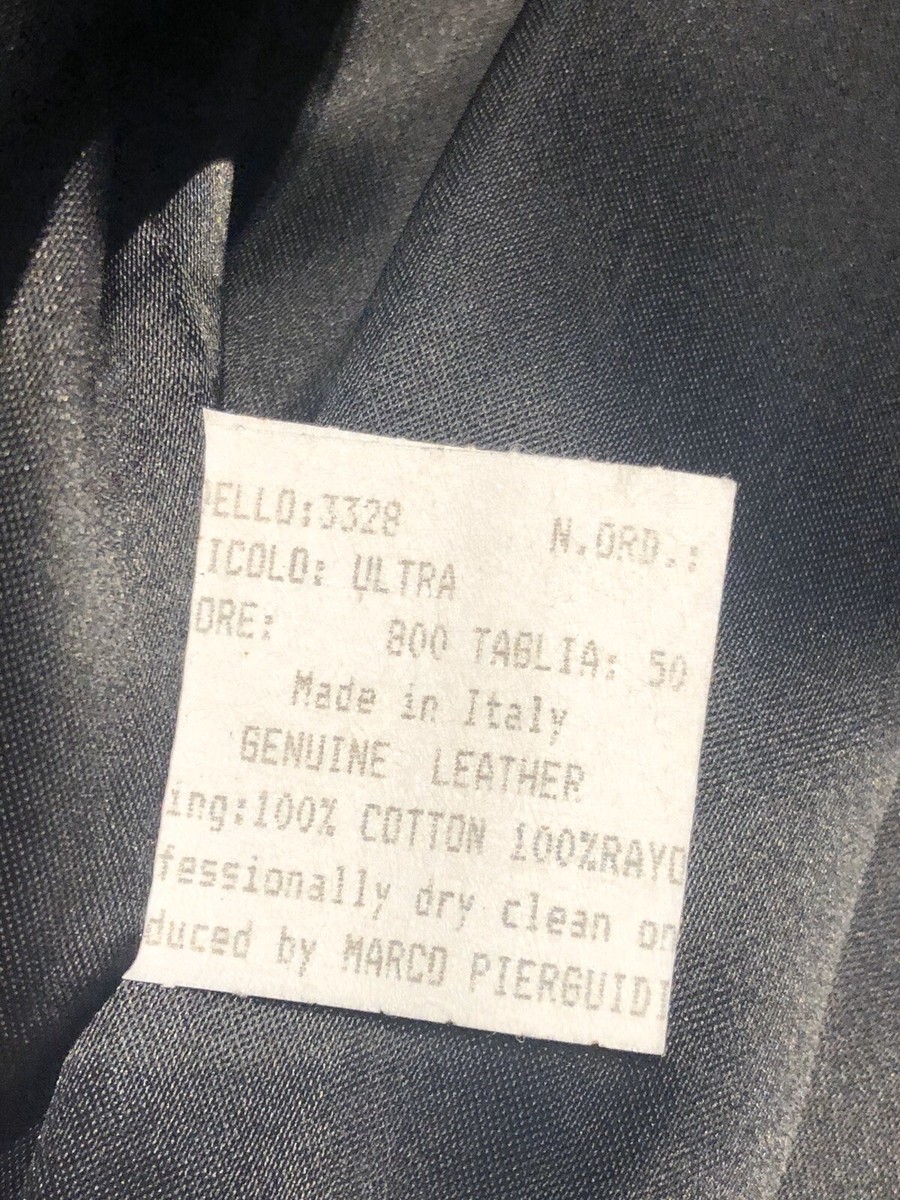 ELLO:3328 N.ORD.:
ICOLO: ULTRA
ORE: 800 TAGLIA: 50
Made in Italy
GENUINE LEATHER
ing:100% COTTON 100%RAYO
fessionally dry clean on
duced by MARCO PIERGUIDI